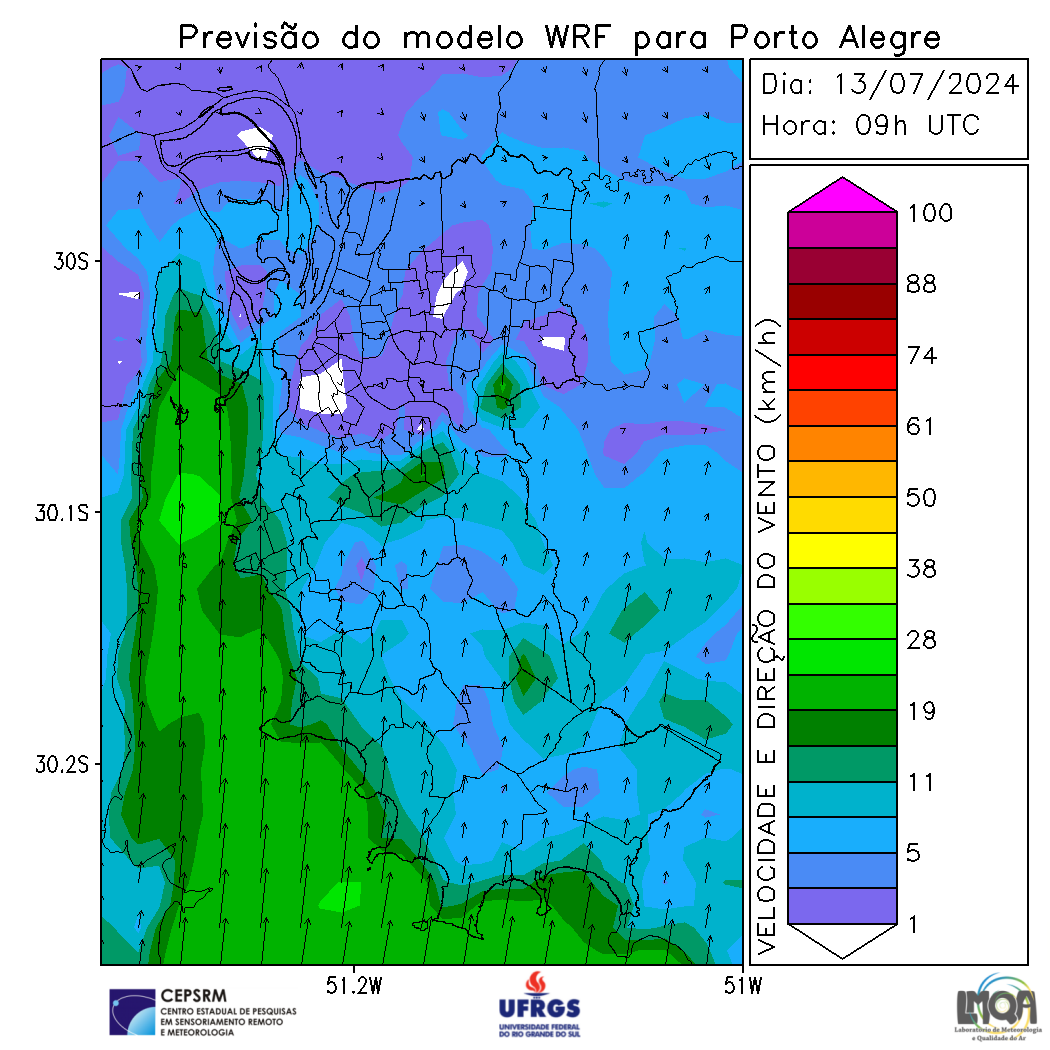 Previsão do modelo WRF para Porto Alegre
Dia: 13/07/2024
Hora: 09h UTC
30S
30.1S
30.2S
51.2W
51W
VELOCIDADE E DIREÇÃO DO VENTO (km/h)
100
88
74
61
50
38
28
19
11
5
1
CEPSRM
CENTRO ESTADUAL DE PESQUISAS
EM SENSORIAMENTO REMOTO
E METEOROLOGIA
UFRGS
UNIVERSIDADE FEDERAL
DO RIO GRANDE DO SUL
LMQA
Laboratório de Meteorologia
e Qualidade do Ar